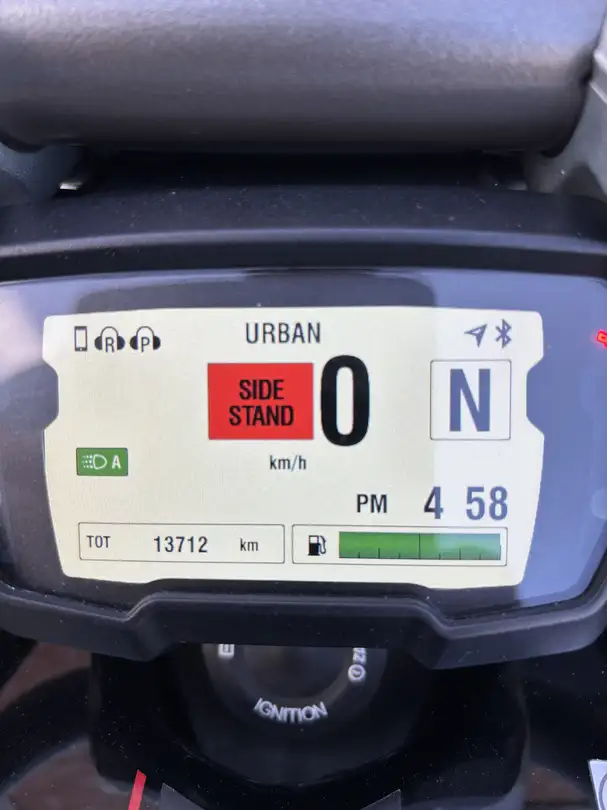 R P URBAN
SIDE
STAND
0
N
km/h
A
PM 4 58
TOT 13712 km
IGNITION